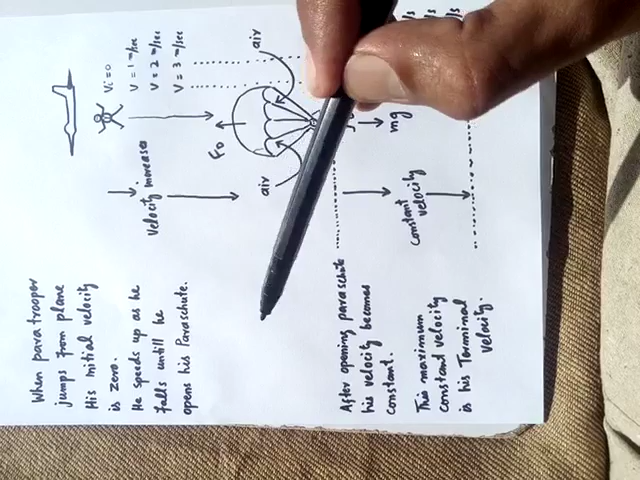 When para trooper
jumps from plane
His initial velocity
is zero.
He speeds up as he
falls untill he
opens his Parachute.
Vi = 0
V = 1 m/sec
V = 2 m/sec
V = 3 m/sec
velocity increases
FD
air
air
mg
After opening parachute
his velocity becomes
constant.
constant
velocity
This maximum
constant velocity
is his Terminal
velocity.